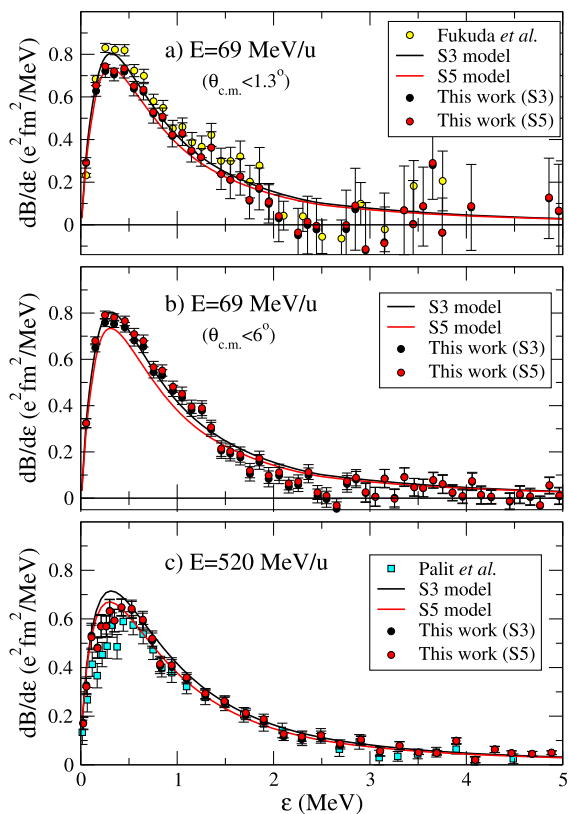 a) E=69 MeV/u
(θc.m.<1.3°)
Fukuda et al.
S3 model
S5 model
This work (S3)
This work (S5)
dB/dε (e²fm²/MeV)
0.8
0.6
0.4
0.2
0
b) E=69 MeV/u
(θc.m.<6°)
S3 model
S5 model
This work (S3)
This work (S5)
dB/dε (e²fm²/MeV)
0.8
0.6
0.4
0.2
0
c) E=520 MeV/u
Palit et al.
S3 model
S5 model
This work (S3)
This work (S5)
dB/dε (e²fm²/MeV)
0.8
0.6
0.4
0.2
0
0 1 2 3 4 5
ε (MeV)